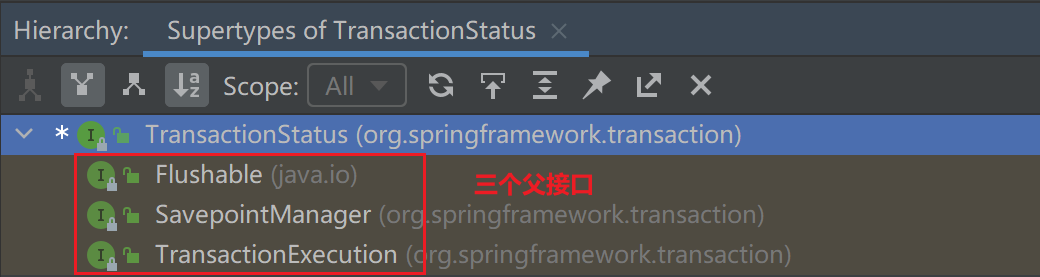 Hierarchy: Supertypes of TransactionStatus
Scope: All
* TransactionStatus (org.springframework.transaction)
Flushable (java.io)
三个父接口
SavepointManager (org.springframework.transaction)
TransactionExecution (org.springframework.transaction)